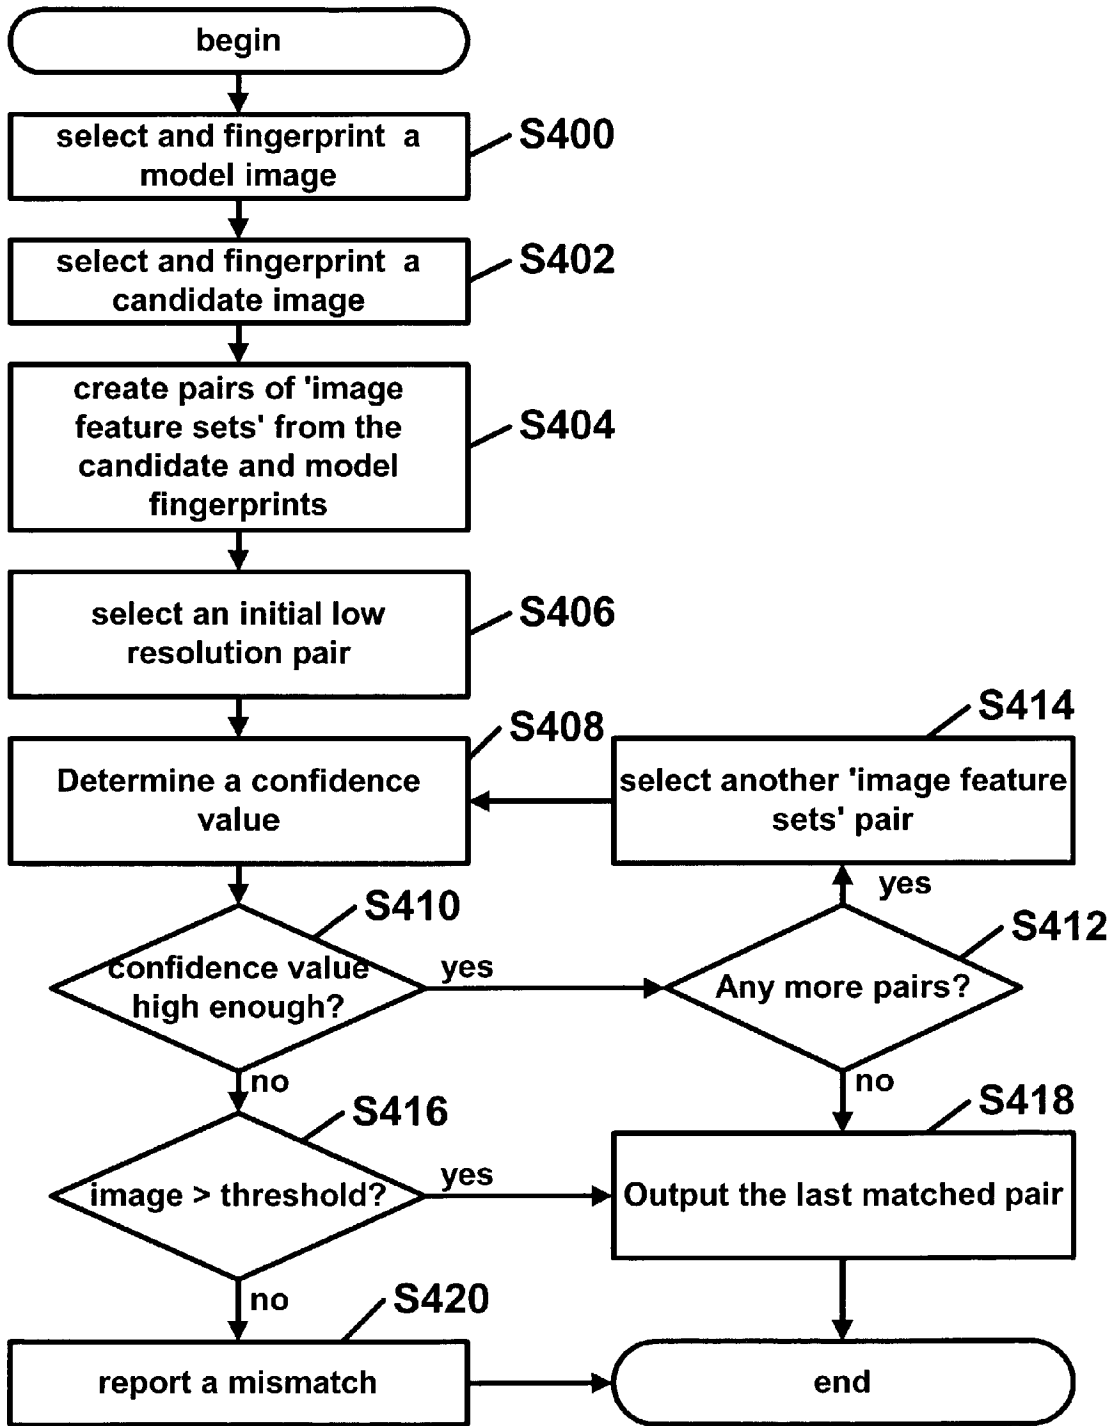 begin
select and fingerprint a
model image
S400
select and fingerprint a
candidate image
S402
create pairs of 'image
feature sets' from the
candidate and model
fingerprints
S404
select an initial low
resolution pair
S406
Determine a confidence
value
S408
select another 'image feature
sets' pair
S414
yes
confidence value
high enough?
S410
yes
Any more pairs?
S412
no
no
image > threshold?
S416
yes
Output the last matched pair
S418
no
report a mismatch
S420
end